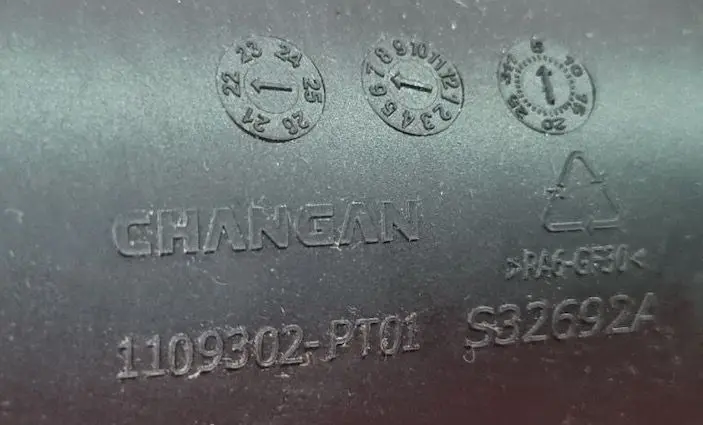 21 22 23 24 25 26
6 7 8 9 10 11 12 1 2 3 4 5
CHANGAN
>PA6-GF30<
1109302-PT01 S32692A